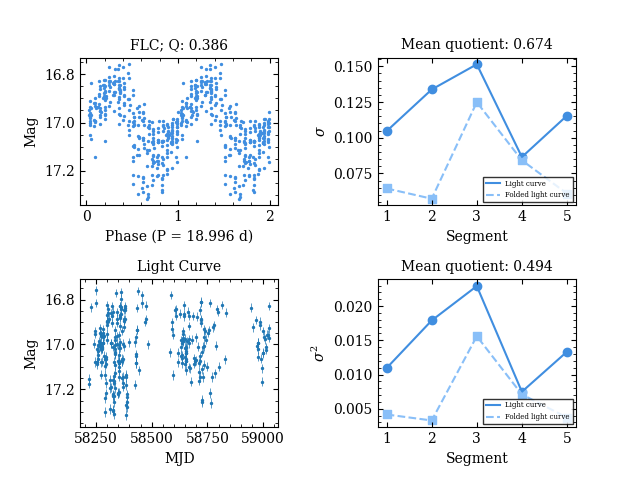 FLC; Q: 0.386
Mag
16.8
17.0
17.2
0
1
2
Phase (P = 18.996 d)
Mean quotient: 0.674
σ
0.150
0.125
0.100
0.075
Light curve
Folded light curve
1
2
3
4
5
Segment
Light Curve
Mag
16.8
17.0
17.2
58250
58500
58750
59000
MJD
Mean quotient: 0.494
σ²
0.020
0.015
0.010
0.005
Light curve
Folded light curve
1
2
3
4
5
Segment